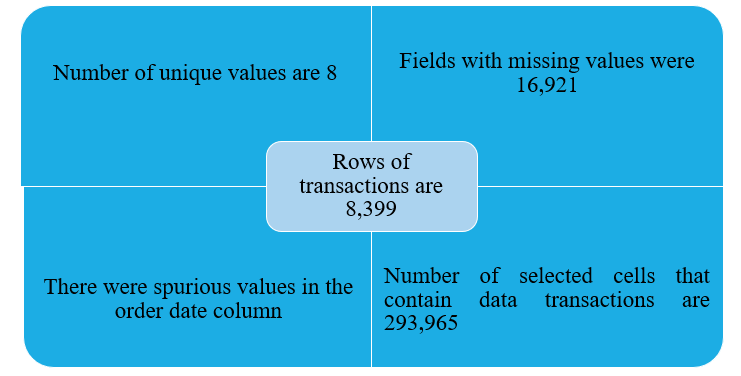 Number of unique values are 8
Fields with missing values were
16,921
Rows of
transactions are
8,399
There were spurious values in the
order date column
Number of selected cells that
contain data transactions are
293,965